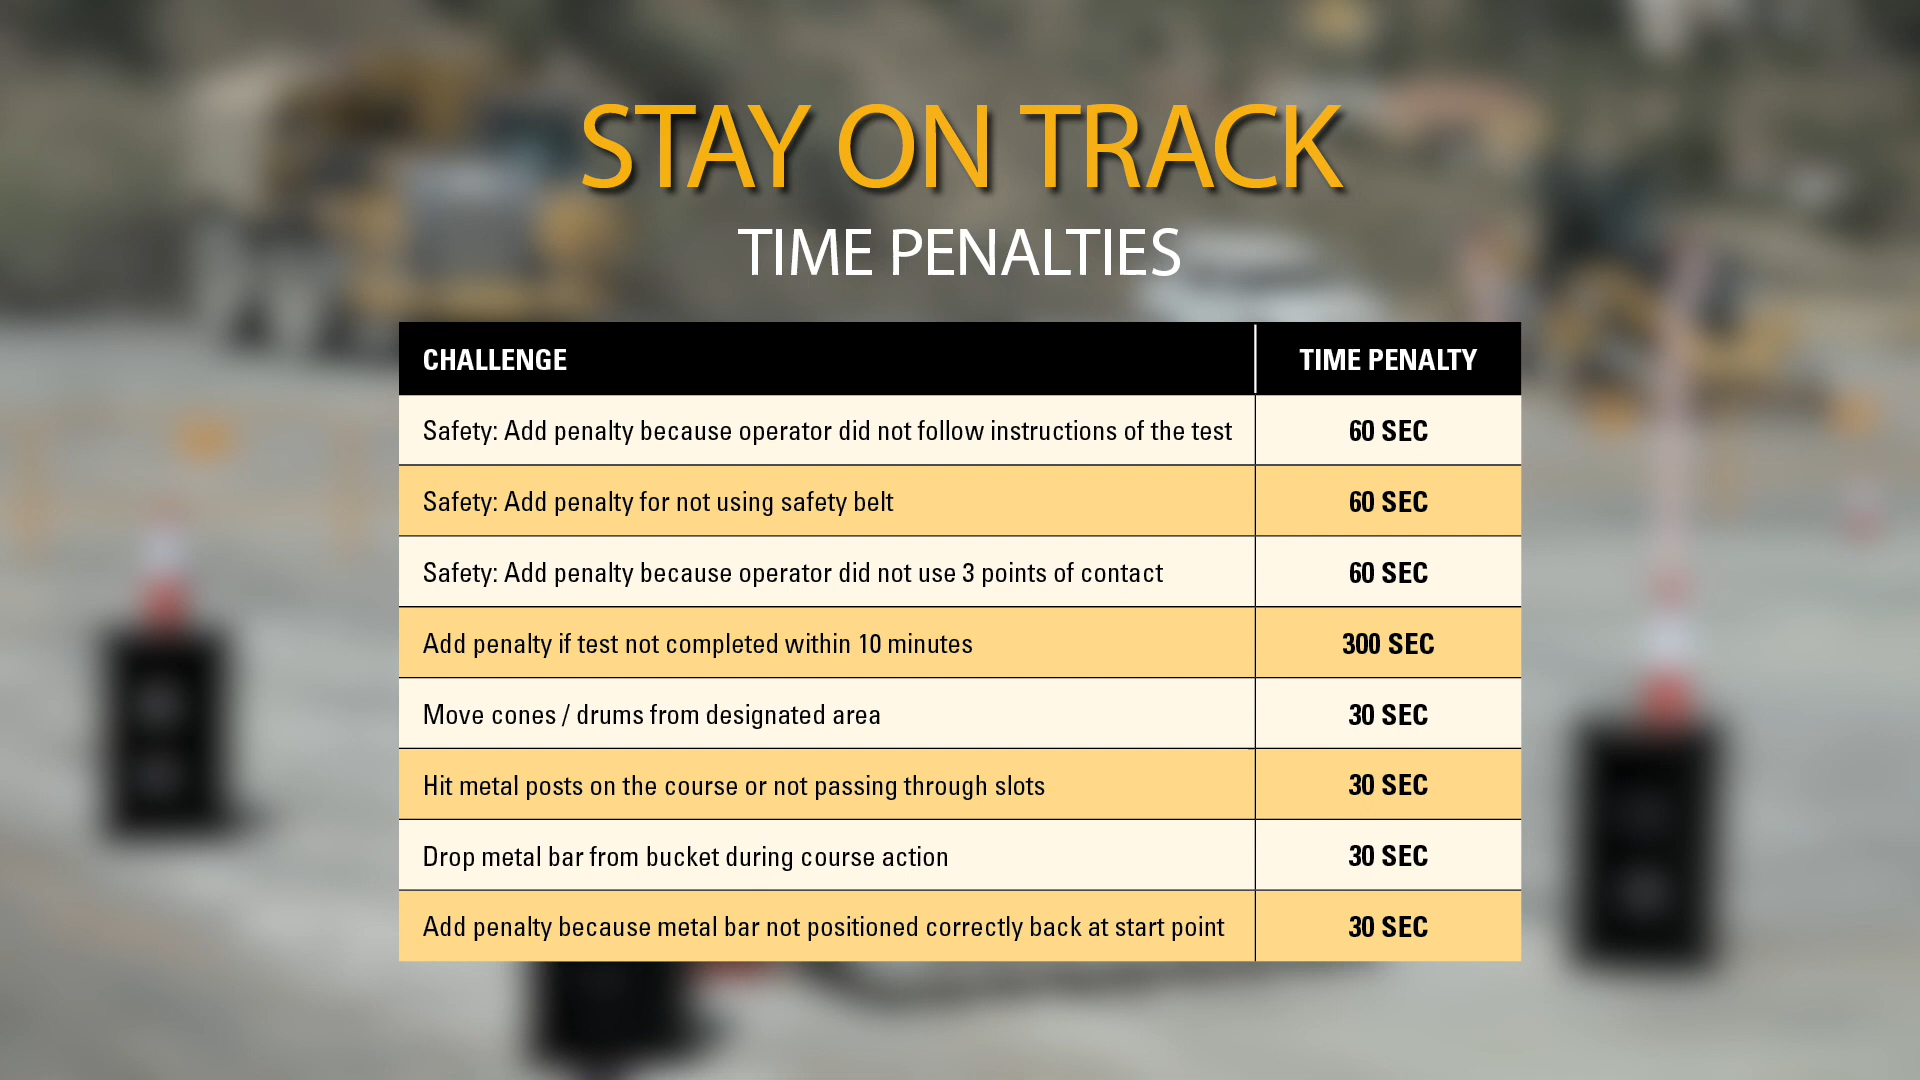 STAY ON TRACK
TIME PENALTIES
CHALLENGE TIME PENALTY
Safety: Add penalty because operator did not follow instructions of the test 60 SEC
Safety: Add penalty for not using safety belt 60 SEC
Safety: Add penalty because operator did not use 3 points of contact 60 SEC
Add penalty if test not completed within 10 minutes 300 SEC
Move cones / drums from designated area 30 SEC
Hit metal posts on the course or not passing through slots 30 SEC
Drop metal bar from bucket during course action 30 SEC
Add penalty because metal bar not positioned correctly back at start point 30 SEC